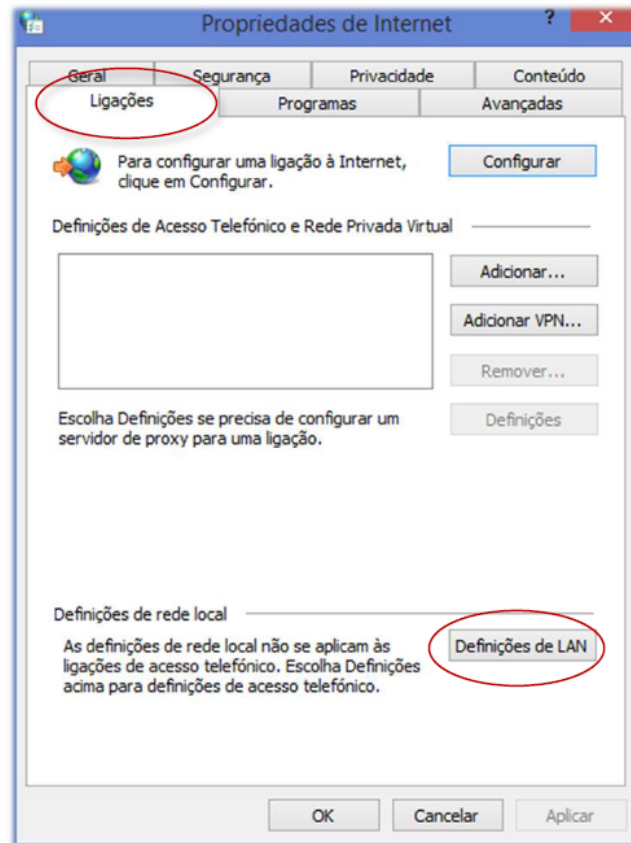 Propriedades de Internet ? ×
Geral Segurança Privacidade Conteúdo
Ligações Programas Avançadas
Para configurar uma ligação à Internet,
clique em Configurar.
Configurar
Definições de Acesso Telefónico e Rede Privada Virtual
Adicionar...
Adicionar VPN...
Remover...
Escolha Definições se precisa de configurar um
servidor de proxy para uma ligação.
Definições
Definições de rede local
As definições de rede local não se aplicam às
ligações de acesso telefónico. Escolha Definições
acima para definições de acesso telefónico.
Definições de LAN
OK Cancelar Aplicar